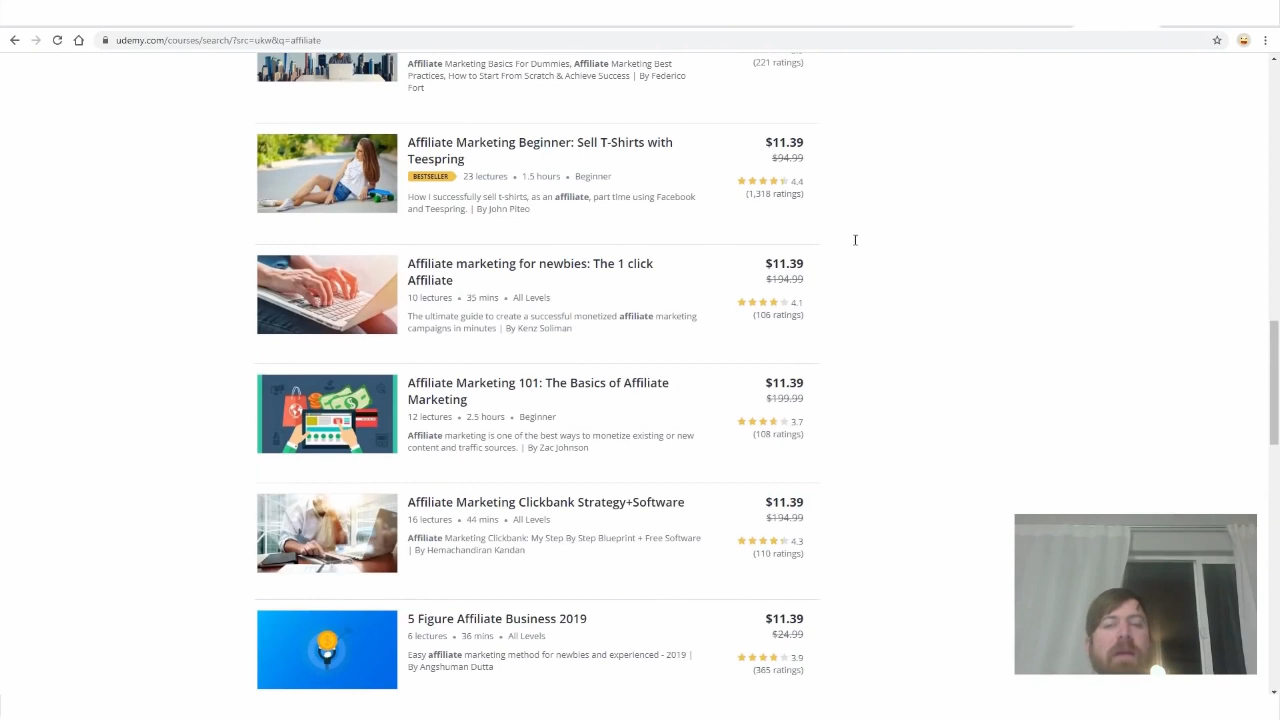 udemy.com/courses/search/?src=ukw&q=affiliate
Affiliate Marketing Basics For Dummies, Affiliate Marketing Best
Practices, How to Start From Scratch & Achieve Success | By Federico
Fort
(221 ratings)
Affiliate Marketing Beginner: Sell T-Shirts with
Teespring
$11.39
$94.99
BESTSELLER 23 lectures • 1.5 hours • Beginner
4.4
(1,318 ratings)
How I successfully sell t-shirts, as an affiliate, part time using Facebook
and Teespring. | By John Piteo
Affiliate marketing for newbies: The 1 click
Affiliate
$11.39
$194.99
10 lectures • 35 mins • All Levels
4.1
(106 ratings)
The ultimate guide to create a successful monetized affiliate marketing
campaigns in minutes | By Kenz Soliman
Affiliate Marketing 101: The Basics of Affiliate
Marketing
$11.39
$199.99
12 lectures • 2.5 hours • Beginner
3.7
(108 ratings)
Affiliate marketing is one of the best ways to monetize existing or new
content and traffic sources. | By Zac Johnson
Affiliate Marketing Clickbank Strategy+Software
$11.39
$194.99
16 lectures • 44 mins • All Levels
4.3
(110 ratings)
Affiliate Marketing Clickbank: My Step By Step Blueprint + Free Software
| By Hemachandiran Kandan
5 Figure Affiliate Business 2019
$11.39
$24.99
6 lectures • 36 mins • All Levels
3.9
(365 ratings)
Easy affiliate marketing method for newbies and experienced - 2019 |
By Angshuman Dutta